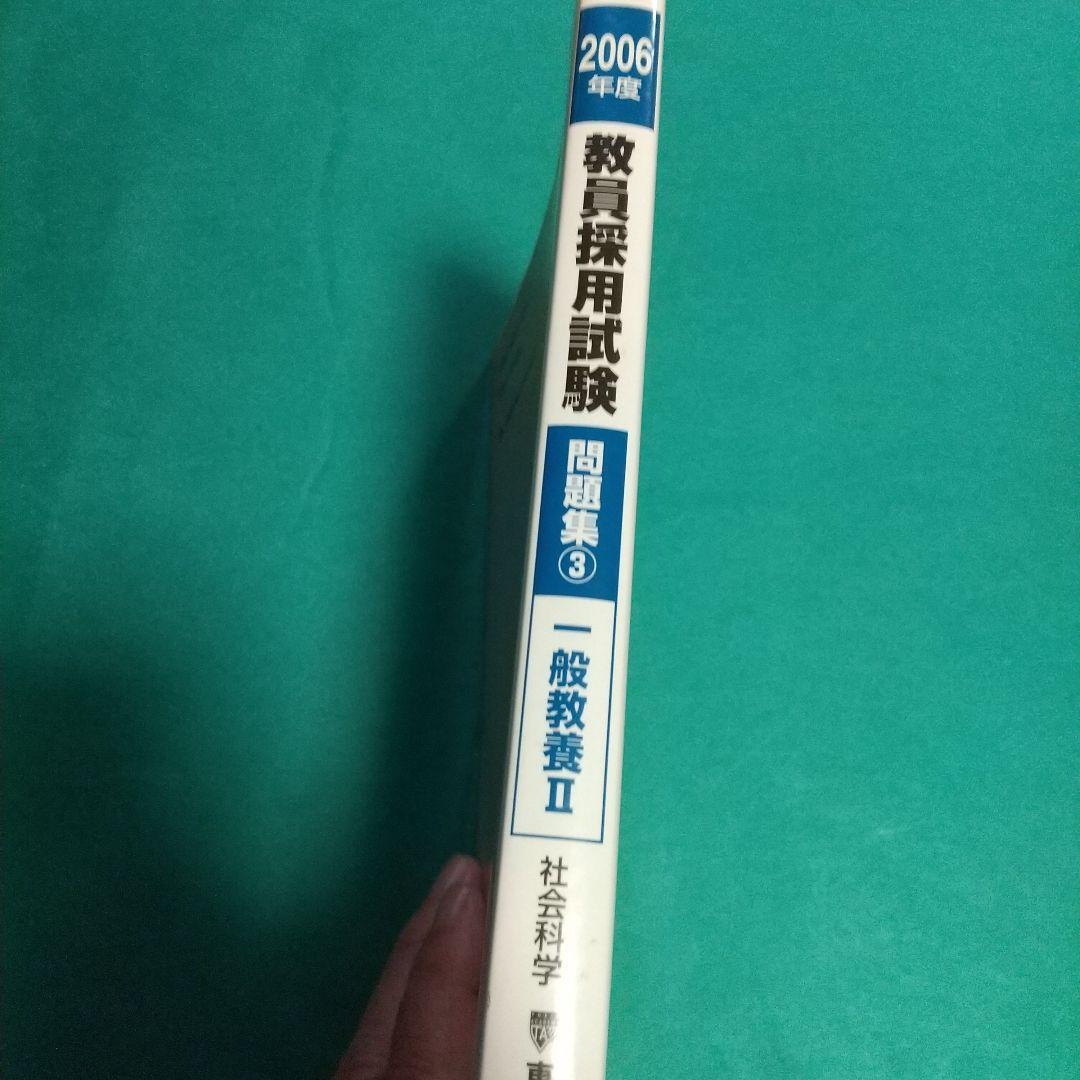 2006
年度
教員採用試験
問題集③
一般教養Ⅱ
社会科学